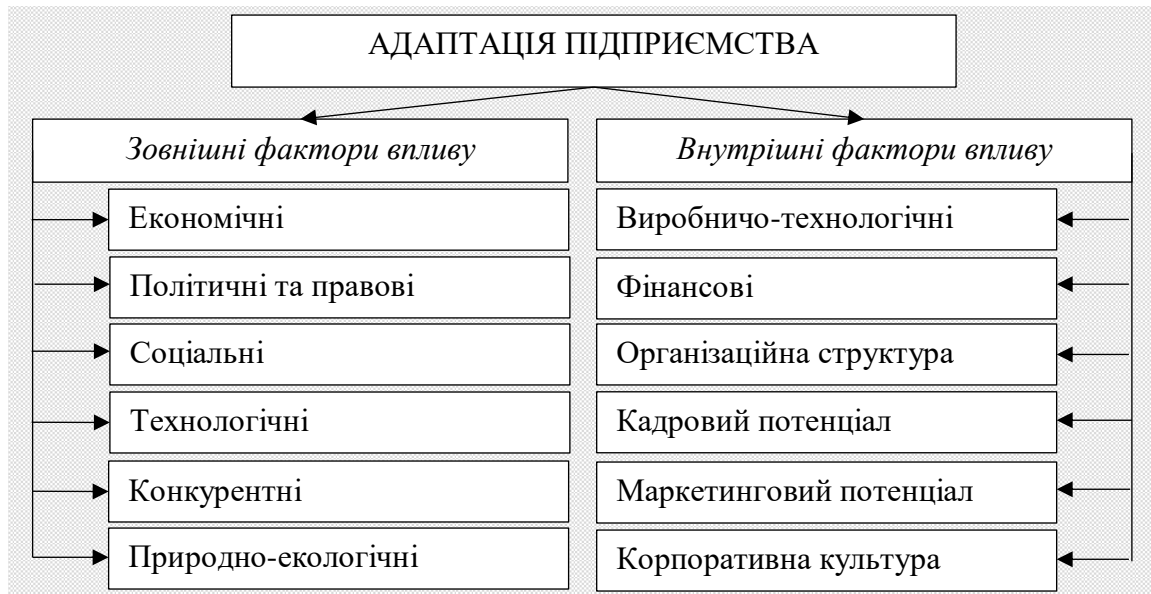 АДАПТАЦІЯ ПІДПРИЄМСТВА
Зовнішні фактори впливу
Економічні
Політичні та правові
Соціальні
Технологічні
Конкурентні
Природно-екологічні
Внутрішні фактори впливу
Виробничо-технологічні
Фінансові
Організаційна структура
Кадровий потенціал
Маркетинговий потенціал
Корпоративна культура